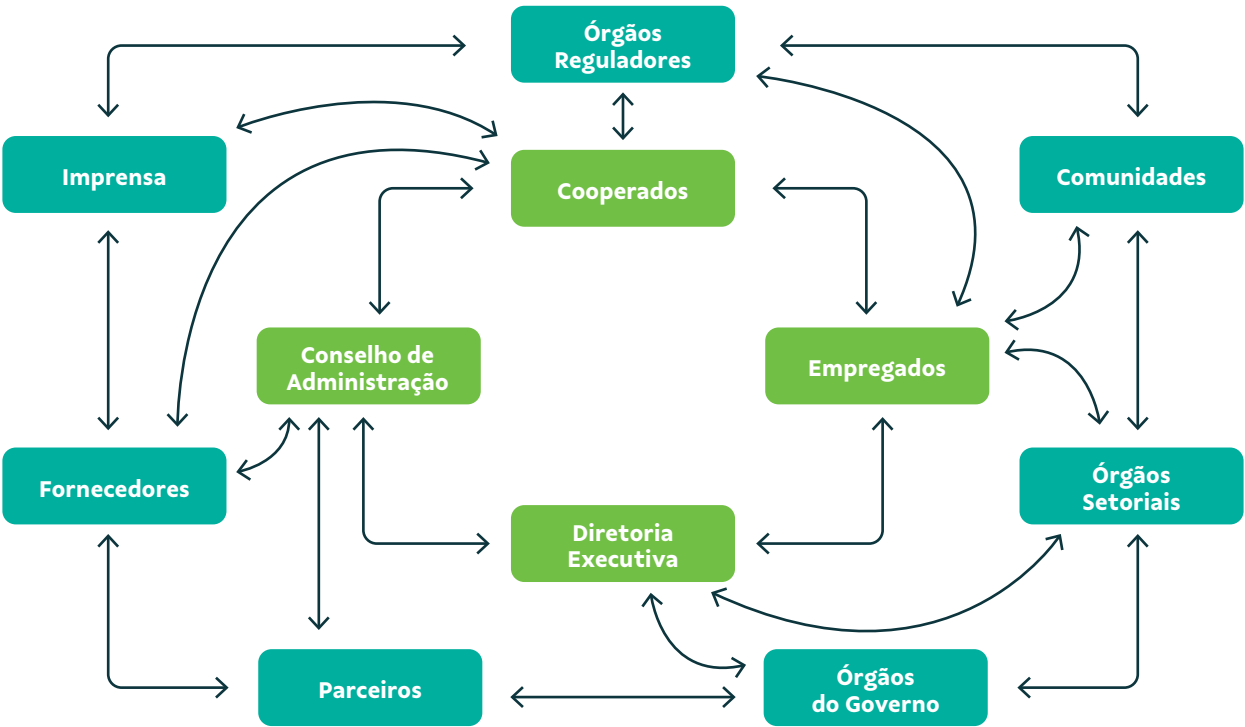 Órgãos
Reguladores
Imprensa
Cooperados
Comunidades
Conselho de
Administração
Empregados
Fornecedores
Órgãos
Setoriais
Diretoria
Executiva
Parceiros
Órgãos
do Governo